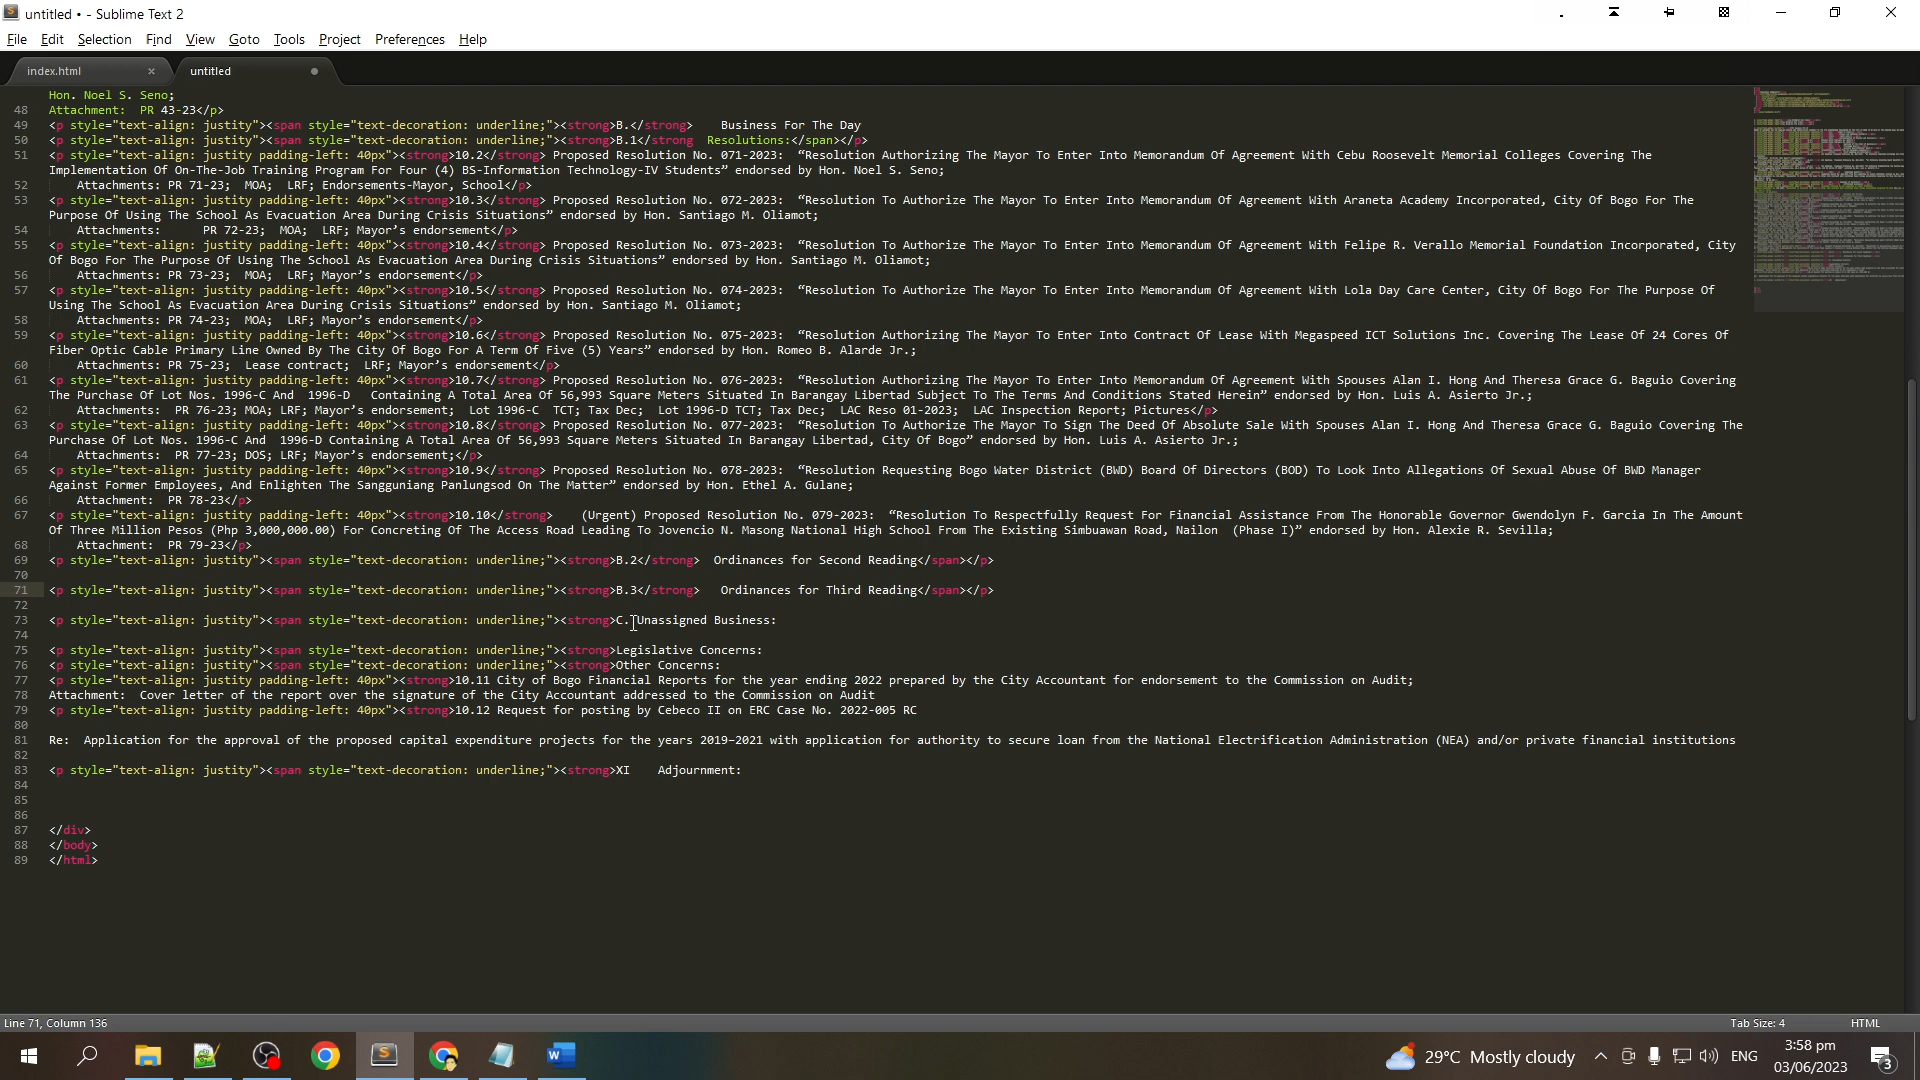 untitled • - Sublime Text 2
File Edit Selection Find View Goto Tools Project Preferences Help
index.html × untitled
Hon. Noel S. Seno;
48 Attachment:  PR 43-23</p>
49 <p style="text-align: justity"><span style="text-decoration: underline;"><strong>B.</strong>    Business For The Day
50 <p style="text-align: justity"><span style="text-decoration: underline;"><strong>B.1</strong  Resolutions:</span></p>
51 <p style="text-align: justity padding-left: 40px"><strong>10.2</strong> Proposed Resolution No. 071-2023:  “Resolution Authorizing The Mayor To Enter Into Memorandum Of Agreement With Cebu Roosevelt Memorial Colleges Covering The
Implementation Of On-The-Job Training Program For Four (4) BS-Information Technology-IV Students” endorsed by Hon. Noel S. Seno;
52 Attachments: PR 71-23;  MOA;  LRF; Endorsements-Mayor, School</p>
53 <p style="text-align: justity padding-left: 40px"><strong>10.3</strong> Proposed Resolution No. 072-2023:  “Resolution To Authorize The Mayor To Enter Into Memorandum Of Agreement With Araneta Academy Incorporated, City Of Bogo For The
Purpose Of Using The School As Evacuation Area During Crisis Situations” endorsed by Hon. Santiago M. Oliamot;
54 Attachments:      PR 72-23;  MOA;  LRF; Mayor’s endorsement</p>
55 <p style="text-align: justity padding-left: 40px"><strong>10.4</strong> Proposed Resolution No. 073-2023:  “Resolution To Authorize The Mayor To Enter Into Memorandum Of Agreement With Felipe R. Verallo Memorial Foundation Incorporated, City
Of Bogo For The Purpose Of Using The School As Evacuation Area During Crisis Situations” endorsed by Hon. Santiago M. Oliamot;
56 Attachments: PR 73-23;  MOA;  LRF; Mayor’s endorsement</p>
57 <p style="text-align: justity padding-left: 40px"><strong>10.5</strong> Proposed Resolution No. 074-2023:  “Resolution To Authorize The Mayor To Enter Into Memorandum Of Agreement With Lola Day Care Center, City Of Bogo For The Purpose Of
Using The School As Evacuation Area During Crisis Situations” endorsed by Hon. Santiago M. Oliamot;
58 Attachments: PR 74-23;  MOA;  LRF; Mayor’s endorsement</p>
59 <p style="text-align: justity padding-left: 40px"><strong>10.6</strong> Proposed Resolution No. 075-2023:  “Resolution Authorizing The Mayor To Enter Into Contract Of Lease With Megaspeed ICT Solutions Inc. Covering The Lease Of 24 Cores Of
Fiber Optic Cable Primary Line Owned By The City Of Bogo For A Term Of Five (5) Years” endorsed by Hon. Romeo B. Alarde Jr.;
60 Attachments: PR 75-23;  Lease contract;  LRF; Mayor’s endorsement</p>
61 <p style="text-align: justity padding-left: 40px"><strong>10.7</strong> Proposed Resolution No. 076-2023:  “Resolution Authorizing The Mayor To Enter Into Memorandum Of Agreement With Spouses Alan I. Hong And Theresa Grace G. Baguio Covering
The Purchase Of Lot Nos. 1996-C And  1996-D   Containing A Total Area Of 56,993 Square Meters Situated In Barangay Libertad Subject To The Terms And Conditions Stated Herein” endorsed by Hon. Luis A. Asierto Jr.;
62 Attachments:  PR 76-23; MOA; LRF; Mayor’s endorsement;  Lot 1996-C  TCT; Tax Dec;  Lot 1996-D TCT; Tax Dec;  LAC Reso 01-2023;  LAC Inspection Report; Pictures</p>
63 <p style="text-align: justity padding-left: 40px"><strong>10.8</strong> Proposed Resolution No. 077-2023:  “Resolution To Authorize The Mayor To Sign The Deed Of Absolute Sale With Spouses Alan I. Hong And Theresa Grace G. Baguio Covering The
Purchase Of Lot Nos. 1996-C And  1996-D Containing A Total Area Of 56,993 Square Meters Situated In Barangay Libertad, City Of Bogo” endorsed by Hon. Luis A. Asierto Jr.;
64 Attachments:  PR 77-23; DOS; LRF; Mayor’s endorsement;</p>
65 <p style="text-align: justity padding-left: 40px"><strong>10.9</strong> Proposed Resolution No. 078-2023:  “Resolution Requesting Bogo Water District (BWD) Board Of Directors (BOD) To Look Into Allegations Of Sexual Abuse Of BWD Manager
Against Former Employees, And Enlighten The Sangguniang Panlungsod On The Matter” endorsed by Hon. Ethel A. Gulane;
66 Attachment:  PR 78-23</p>
67 <p style="text-align: justity padding-left: 40px"><strong>10.10</strong>    (Urgent) Proposed Resolution No. 079-2023:  “Resolution To Respectfully Request For Financial Assistance From The Honorable Governor Gwendolyn F. Garcia In The Amount
Of Three Million Pesos (Php 3,000,000.00) For Concreting Of The Access Road Leading To Jovencio N. Masong National High School From The Existing Simbuawan Road, Nailon  (Phase I)” endorsed by Hon. Alexie R. Sevilla;
68 Attachment:  PR 79-23</p>
69 <p style="text-align: justity"><span style="text-decoration: underline;"><strong>B.2</strong>  Ordinances for Second Reading</span></p>
70
71 <p style="text-align: justity"><span style="text-decoration: underline;"><strong>B.3</strong>   Ordinances for Third Reading</span></p>
72
73 <p style="text-align: justity"><span style="text-decoration: underline;"><strong>C. Unassigned Business:
74
75 <p style="text-align: justity"><span style="text-decoration: underline;"><strong>Legislative Concerns:
76 <p style="text-align: justity"><span style="text-decoration: underline;"><strong>Other Concerns:
77 <p style="text-align: justity padding-left: 40px"><strong>10.11 City of Bogo Financial Reports for the year ending 2022 prepared by the City Accountant for endorsement to the Commission on Audit;
78 Attachment:  Cover letter of the report over the signature of the City Accountant addressed to the Commission on Audit
79 <p style="text-align: justity padding-left: 40px"><strong>10.12 Request for posting by Cebeco II on ERC Case No. 2022-005 RC
80
81 Re:  Application for the approval of the proposed capital expenditure projects for the years 2019–2021 with application for authority to secure loan from the National Electrification Administration (NEA) and/or private financial institutions
82
83 <p style="text-align: justity"><span style="text-decoration: underline;"><strong>XI    Adjournment:
84
85
86
87 </div>
88 </body>
89 </html>
Line 71, Column 136 Tab Size: 4 HTML
29°C Mostly cloudy ENG 3:58 pm
03/06/2023 3